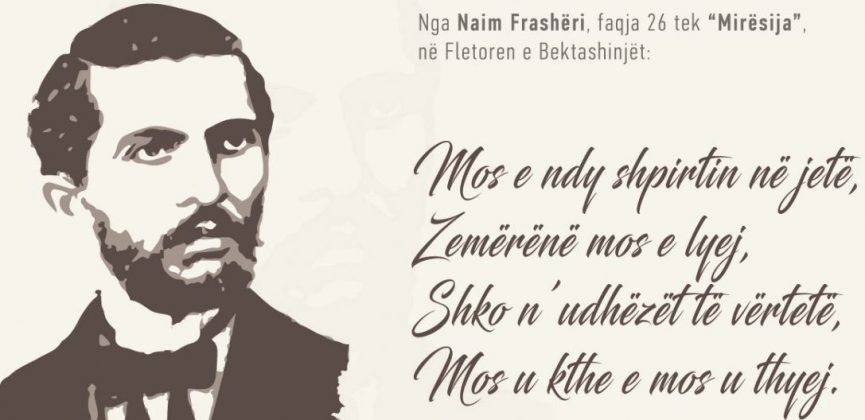 Nga Naim Frashëri, faqja 26 tek “Mirësija”,
në Fletoren e Bektashinjët:
Mos e ndy shpirtin në jetë,
Zemërënë mos e lyej,
Shko n’udhëzët të vërtetë,
Mos u kthe e mos u thyej.